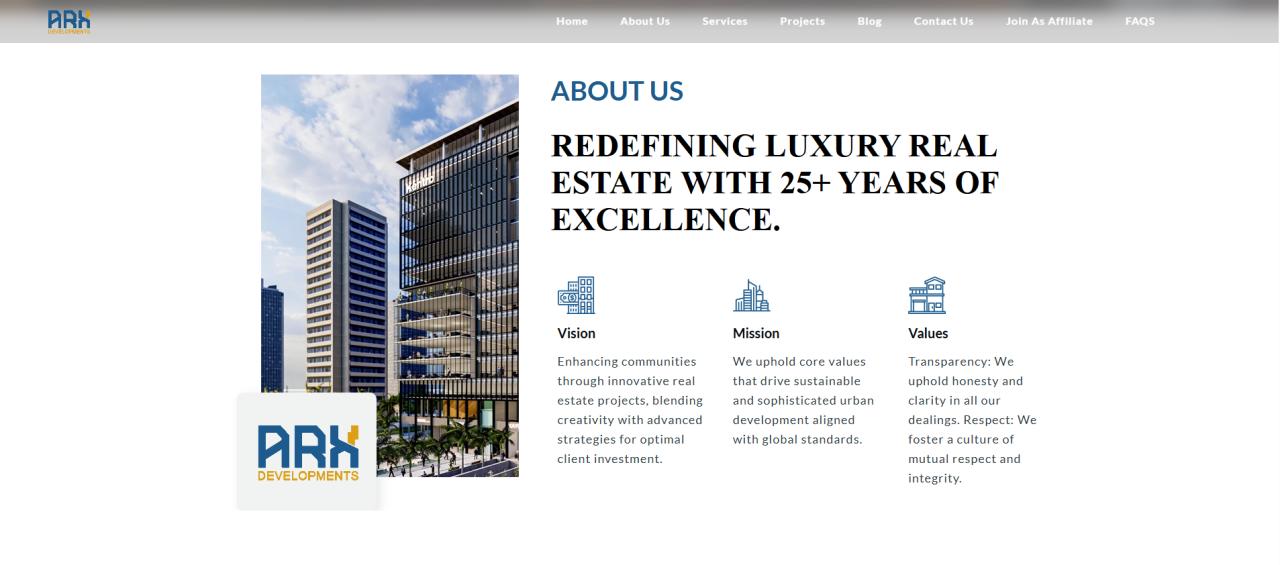 ARX
DEVELOPMENTS
Home About Us Services Projects Blog Contact Us Join As Affiliate FAQS
ABOUT US
REDEFINING LUXURY REAL
ESTATE WITH 25+ YEARS OF
EXCELLENCE.
Vision
Enhancing communities
through innovative real
estate projects, blending
creativity with advanced
strategies for optimal
client investment.
Mission
We uphold core values
that drive sustainable
and sophisticated urban
development aligned
with global standards.
Values
Transparency: We
uphold honesty and
clarity in all our
dealings. Respect: We
foster a culture of
mutual respect and
integrity.
ARX
DEVELOPMENTS